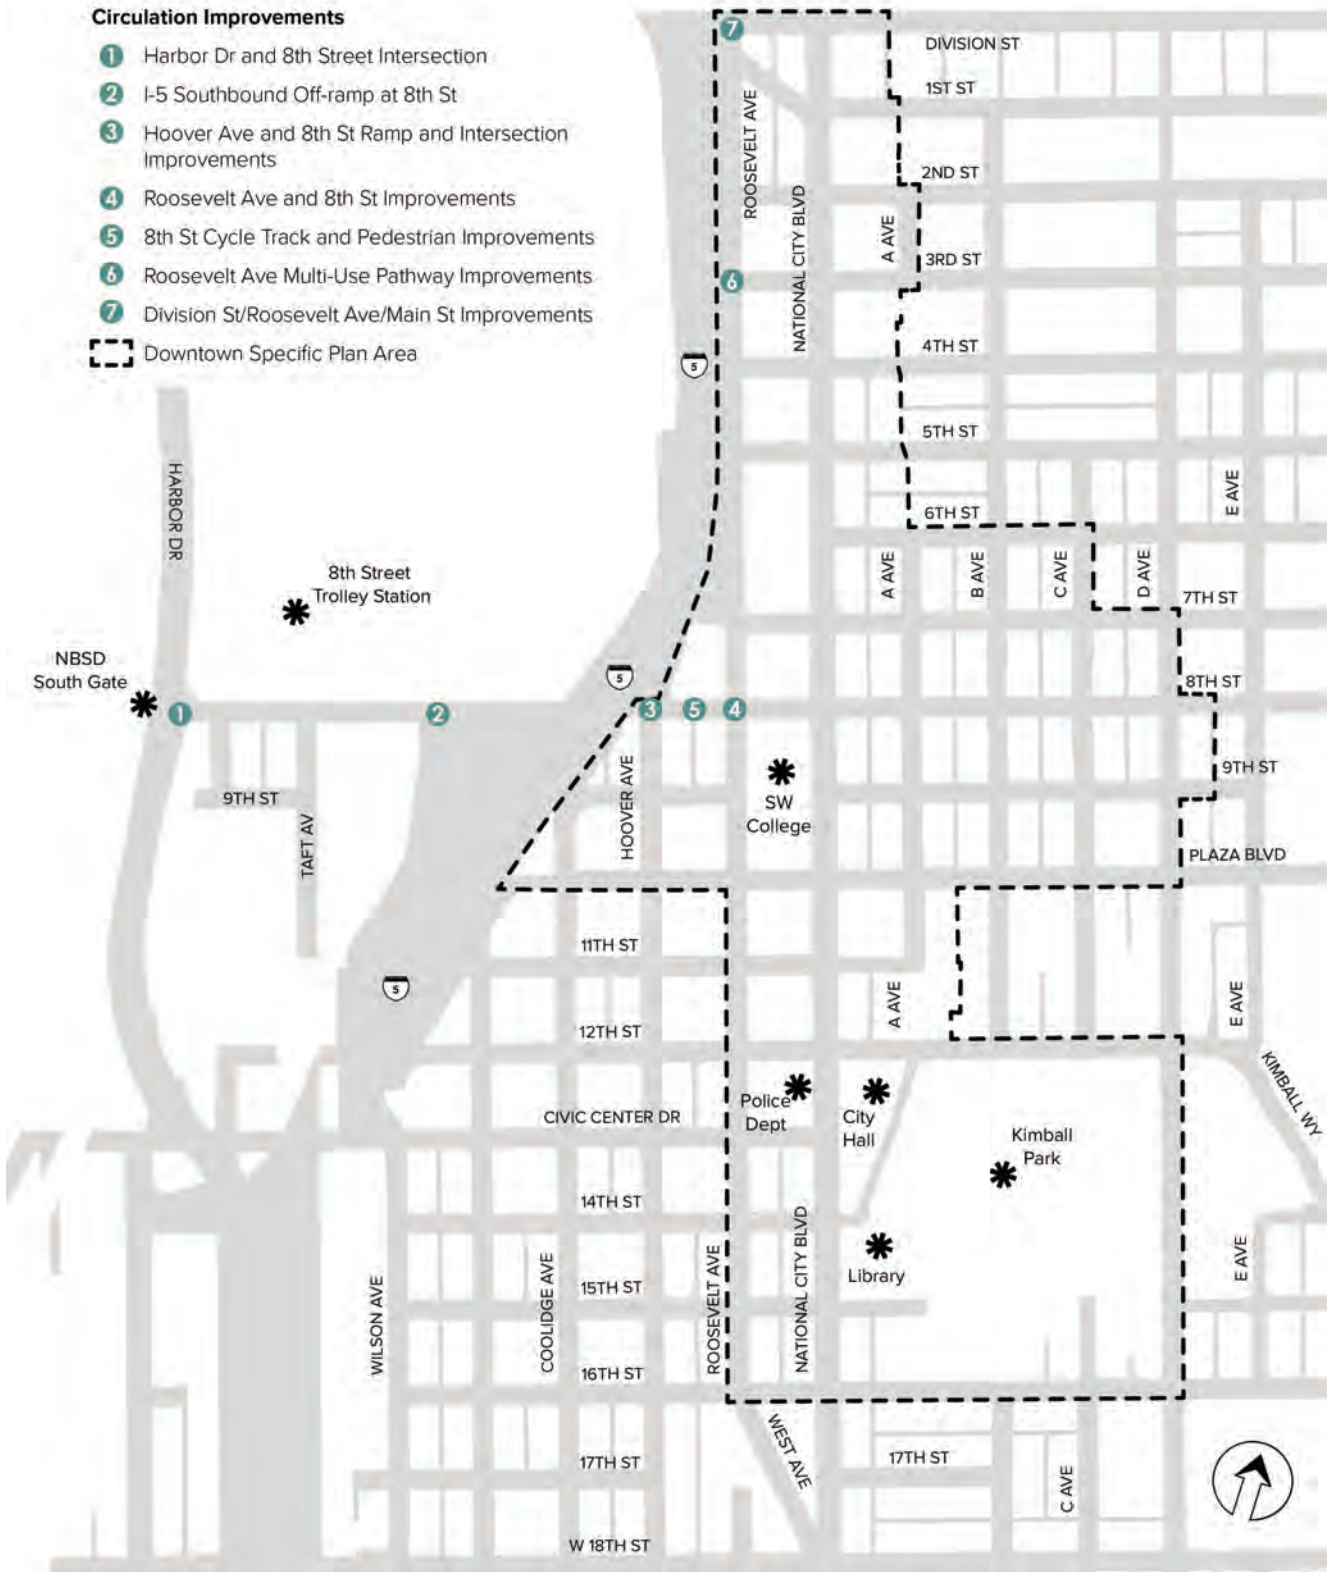 Circulation Improvements
1 Harbor Dr and 8th Street Intersection
2 I-5 Southbound Off-ramp at 8th St
3 Hoover Ave and 8th St Ramp and Intersection
Improvements
4 Roosevelt Ave and 8th St Improvements
5 8th St Cycle Track and Pedestrian Improvements
6 Roosevelt Ave Multi-Use Pathway Improvements
7 Division St/Roosevelt Ave/Main St Improvements
Downtown Specific Plan Area
7
DIVISION ST
1ST ST
ROOSEVELT AVE
2ND ST
NATIONAL CITY BLVD
A AVE
3RD ST
6
4TH ST
5
5TH ST
HARBOR DR
E AVE
6TH ST
8th Street
Trolley Station
A AVE
B AVE
C AVE
D AVE
7TH ST
NBSD
South Gate
5
8TH ST
1
2
3
5
4
9TH ST
SW
College
9TH ST
TAFT AV
HOOVER AVE
PLAZA BLVD
11TH ST
5
A AVE
E AVE
12TH ST
KIMBALL WY
Police
Dept
City
Hall
CIVIC CENTER DR
Kimball
Park
14TH ST
NATIONAL CITY BLVD
Library
E AVE
WILSON AVE
COOLIDGE AVE
15TH ST
ROOSEVELT AVE
16TH ST
WEST AVE
17TH ST
17TH ST
C AVE
W 18TH ST